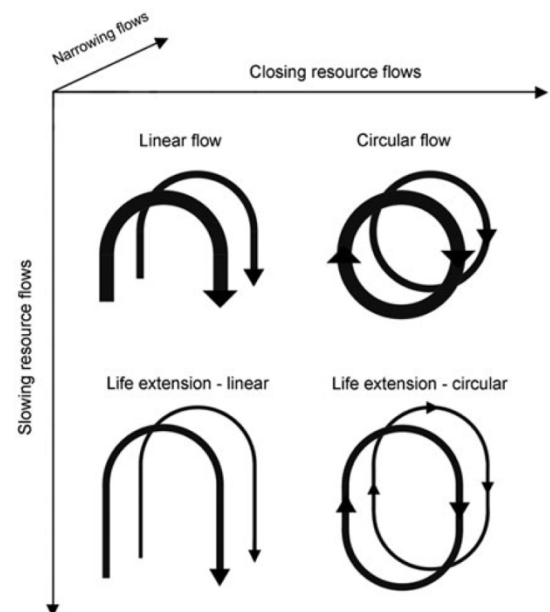 Narrowing flows
Closing resource flows
Linear flow
Circular flow
Slowing resource flows
Life extension - linear
Life extension - circular